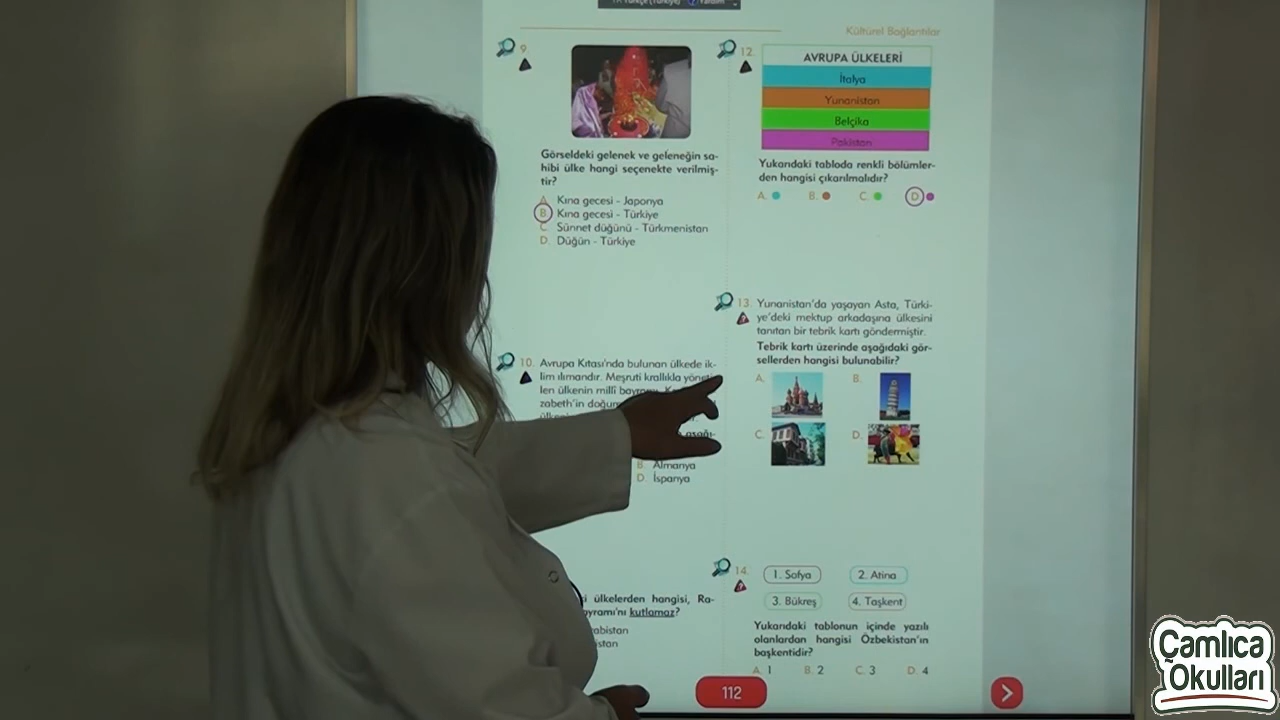 Türkçe (Türkiye) Yardım
Kültürel Bağlantılar
9.
Görseldeki gelenek ve geleneğin sa-
hibi ülke hangi seçenekte verilmiş-
tir?
A. Kına gecesi - Japonya
B. Kına gecesi - Türkiye
C. Sünnet düğünü - Türkmenistan
D. Düğün - Türkiye
10. Avrupa Kıtası'nda bulunan ülkede ik-
lim ılımandır. Meşruti krallıkla yöneti-
len ülkenin millî bayramı,
zabeth'in
B. Almanya
D. İspanya
ülkelerden hangisi, Ra-
kutlamaz?
12.
AVRUPA ÜLKELERİ
İtalya
Yunanistan
Belçika
Pakistan
Yukarıdaki tabloda renkli bölümler-
den hangisi çıkarılmalıdır?
A. B. C. D.
13. Yunanistan'da yaşayan Asta, Türki-
ye'deki mektup arkadaşına ülkesini
tanıtan bir tebrik kartı göndermiştir.
Tebrik kartı üzerinde aşağıdaki gör-
sellerden hangisi bulunabilir?
A. B.
C. D.
14.
1. Sofya 2. Atina
3. Bükreş 4. Taşkent
Yukarıdaki tablonun içinde yazılı
olanlardan hangisi Özbekistan'ın
başkentidir?
A. 1 B. 2 C. 3 D. 4
112
Çamlıca
Okulları